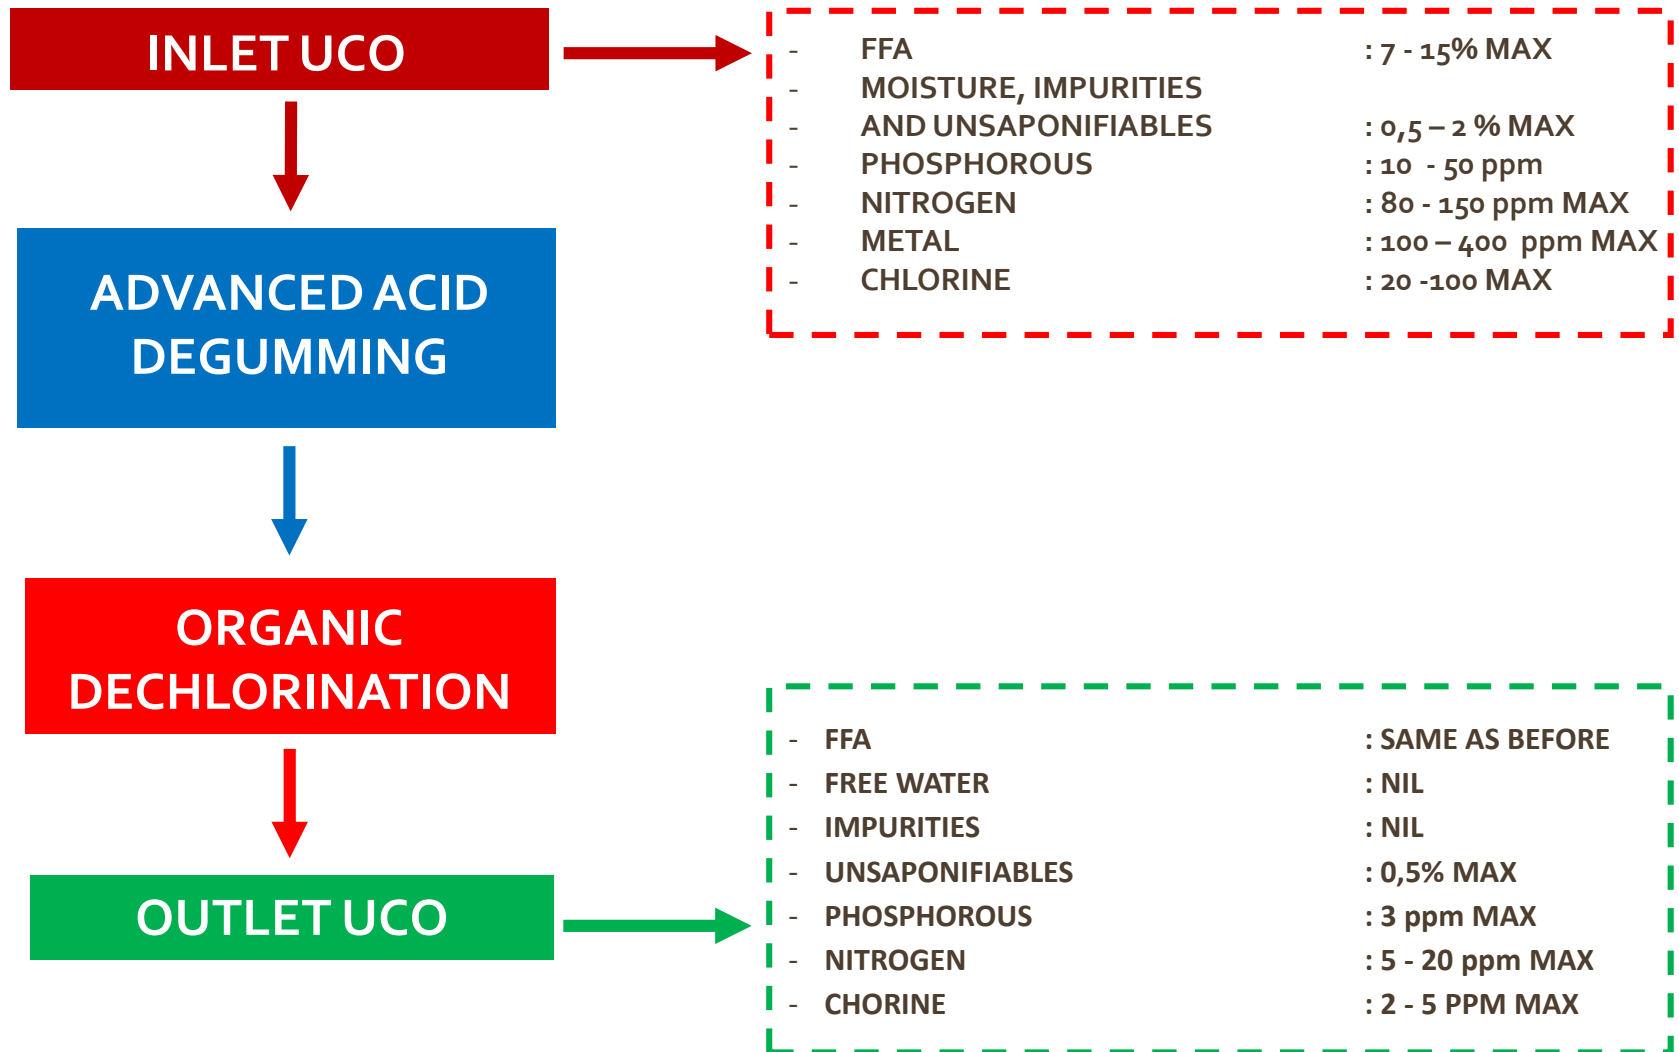 INLET UCO
- FFA : 7 - 15% MAX
- MOISTURE, IMPURITIES
- AND UNSAPONIFIABLES : 0,5 – 2 % MAX
- PHOSPHOROUS : 10 - 50 ppm
- NITROGEN : 80 - 150 ppm MAX
- METAL : 100 – 400 ppm MAX
- CHLORINE : 20 -100 MAX
ADVANCED ACID
DEGUMMING
ORGANIC
DECHLORINATION
OUTLET UCO
- FFA : SAME AS BEFORE
- FREE WATER : NIL
- IMPURITIES : NIL
- UNSAPONIFIABLES : 0,5% MAX
- PHOSPHOROUS : 3 ppm MAX
- NITROGEN : 5 - 20 ppm MAX
- CHORINE : 2 - 5 PPM MAX